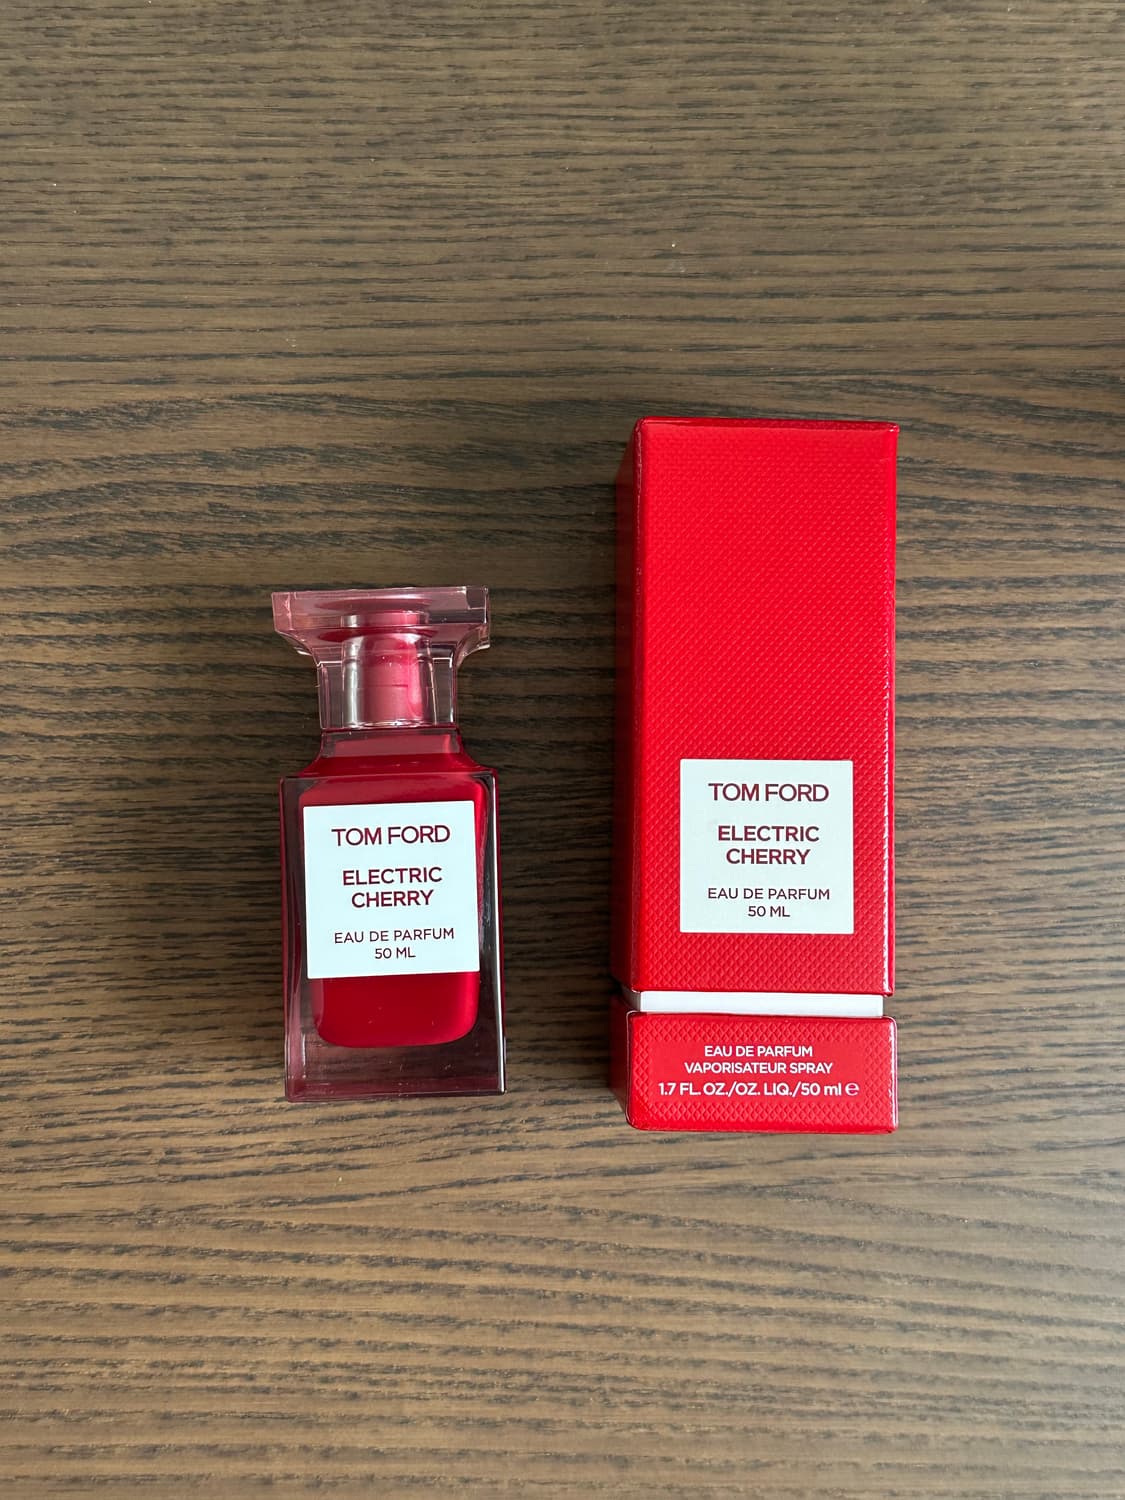 TOM FORD
ELECTRIC
CHERRY
EAU DE PARFUM
50 ML
TOM FORD
ELECTRIC
CHERRY
EAU DE PARFUM
50 ML
EAU DE PARFUM
VAPORISATEUR SPRAY
1.7 FL. OZ./OZ. LIQ./50 ml ℮